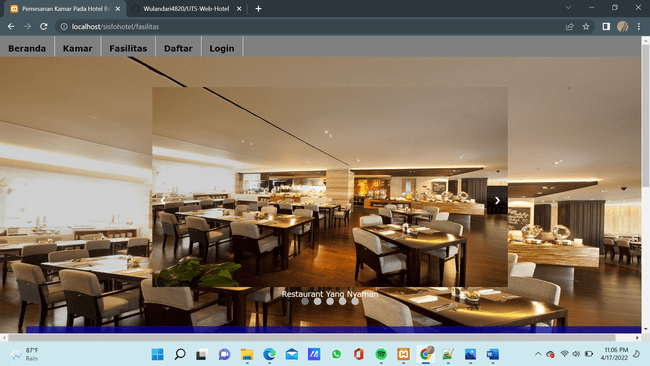 Pemesanan Kamar Pada Hotel B
Wulandari4820/UTS-Web-Hotel
localhost/sisfohotel/fasilitas
Beranda
Kamar
Fasilitas
Daftar
Login
Restaurant Yang Nyaman
87°F
Rain
11:06 PM
4/17/2022